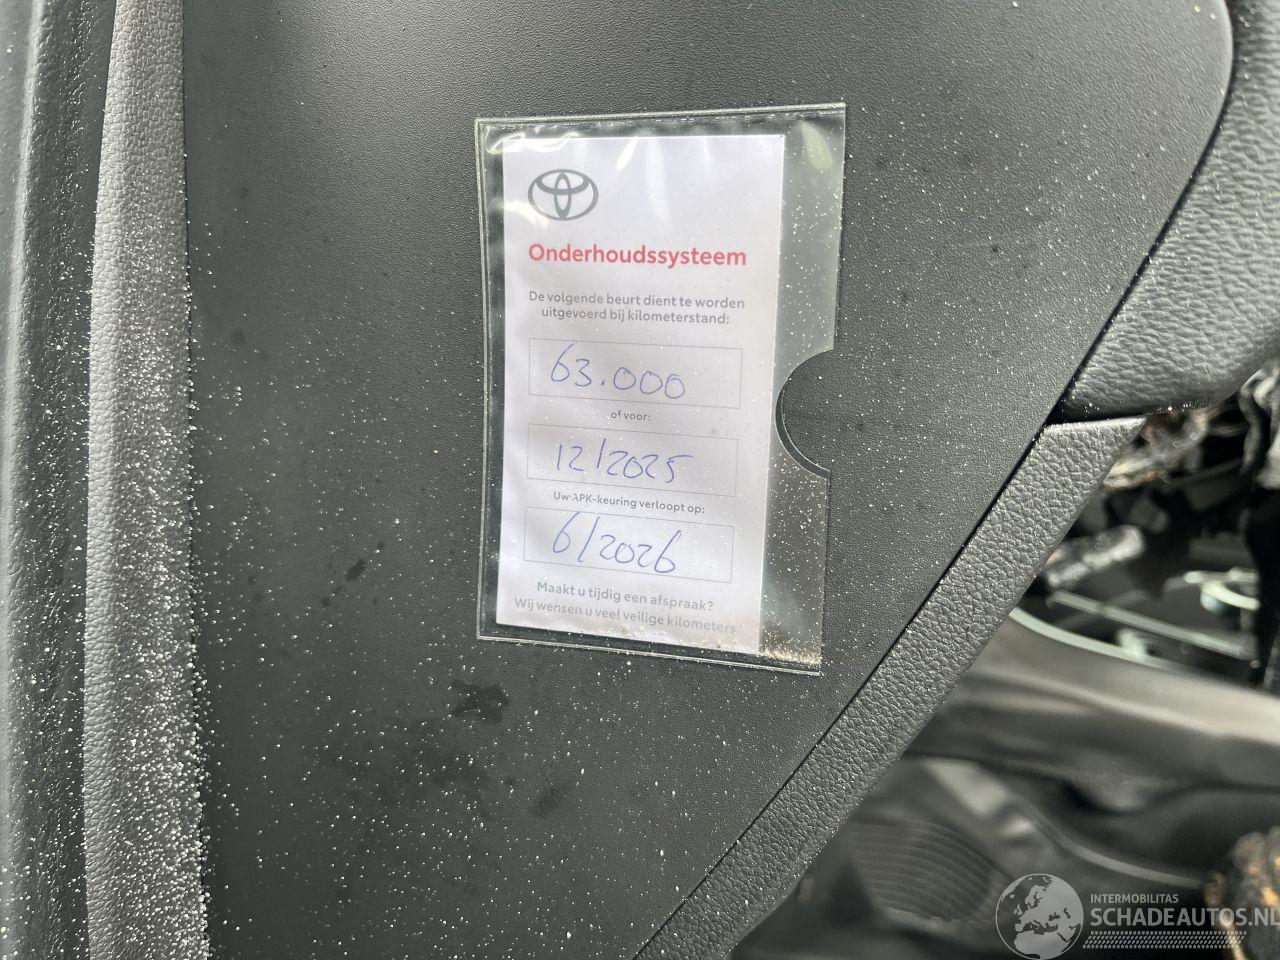 Onderhoudssysteem
De volgende beurt dient te worden
uitgevoerd bij kilometerstand:
63.000
of voor:
12/2025
Uw APK-keuring verloopt op:
6/2026
Maakt u tijdig een afspraak?
Wij wensen u veel veilige kilometers
INTERMOBILITAS
SCHADEAUTOS.NL